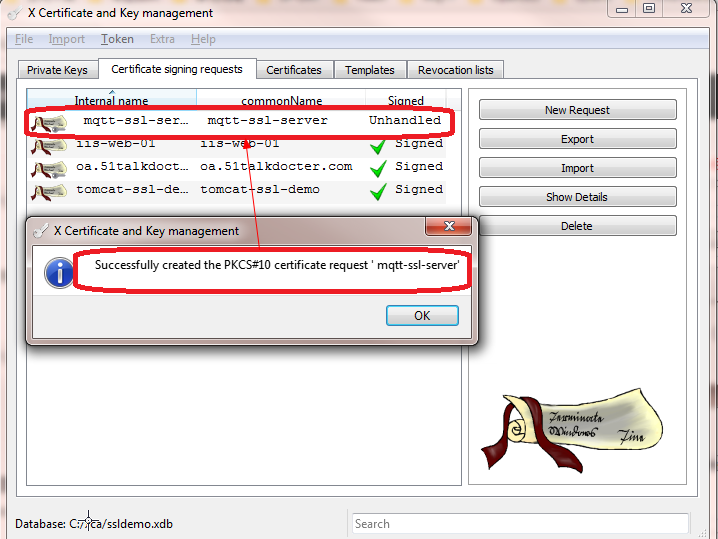 X Certificate and Key management
File Import Token Extra Help
Private Keys Certificate signing requests Certificates Templates Revocation lists
Internal name commonName Signed
mqtt-ssl-ser... mqtt-ssl-server Unhandled
iis-web-01 iis-web-01 Signed
oa.51talkdoct... oa.51talkdocter.com Signed
tomcat-ssl-de... tomcat-ssl-demo Signed
New Request
Export
Import
Show Details
Delete
X Certificate and Key management
Successfully created the PKCS#10 certificate request ' mqtt-ssl-server'
OK
Terminate
Windows Fine
Database: C:/xca/ssldemo.xdb
Search